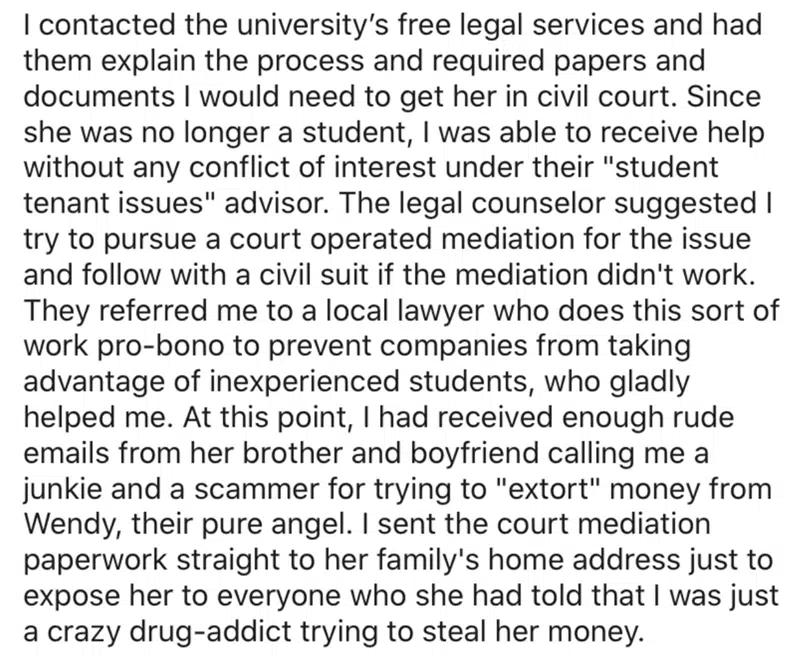 I contacted the university’s free legal services and had
them explain the process and required papers and
documents I would need to get her in civil court. Since
she was no longer a student, I was able to receive help
without any conflict of interest under their "student
tenant issues" advisor. The legal counselor suggested I
try to pursue a court operated mediation for the issue
and follow with a civil suit if the mediation didn't work.
They referred me to a local lawyer who does this sort of
work pro-bono to prevent companies from taking
advantage of inexperienced students, who gladly
helped me. At this point, I had received enough rude
emails from her brother and boyfriend calling me a
junkie and a scammer for trying to "extort" money from
Wendy, their pure angel. I sent the court mediation
paperwork straight to her family's home address just to
expose her to everyone who she had told that I was just
a crazy drug-addict trying to steal her money.